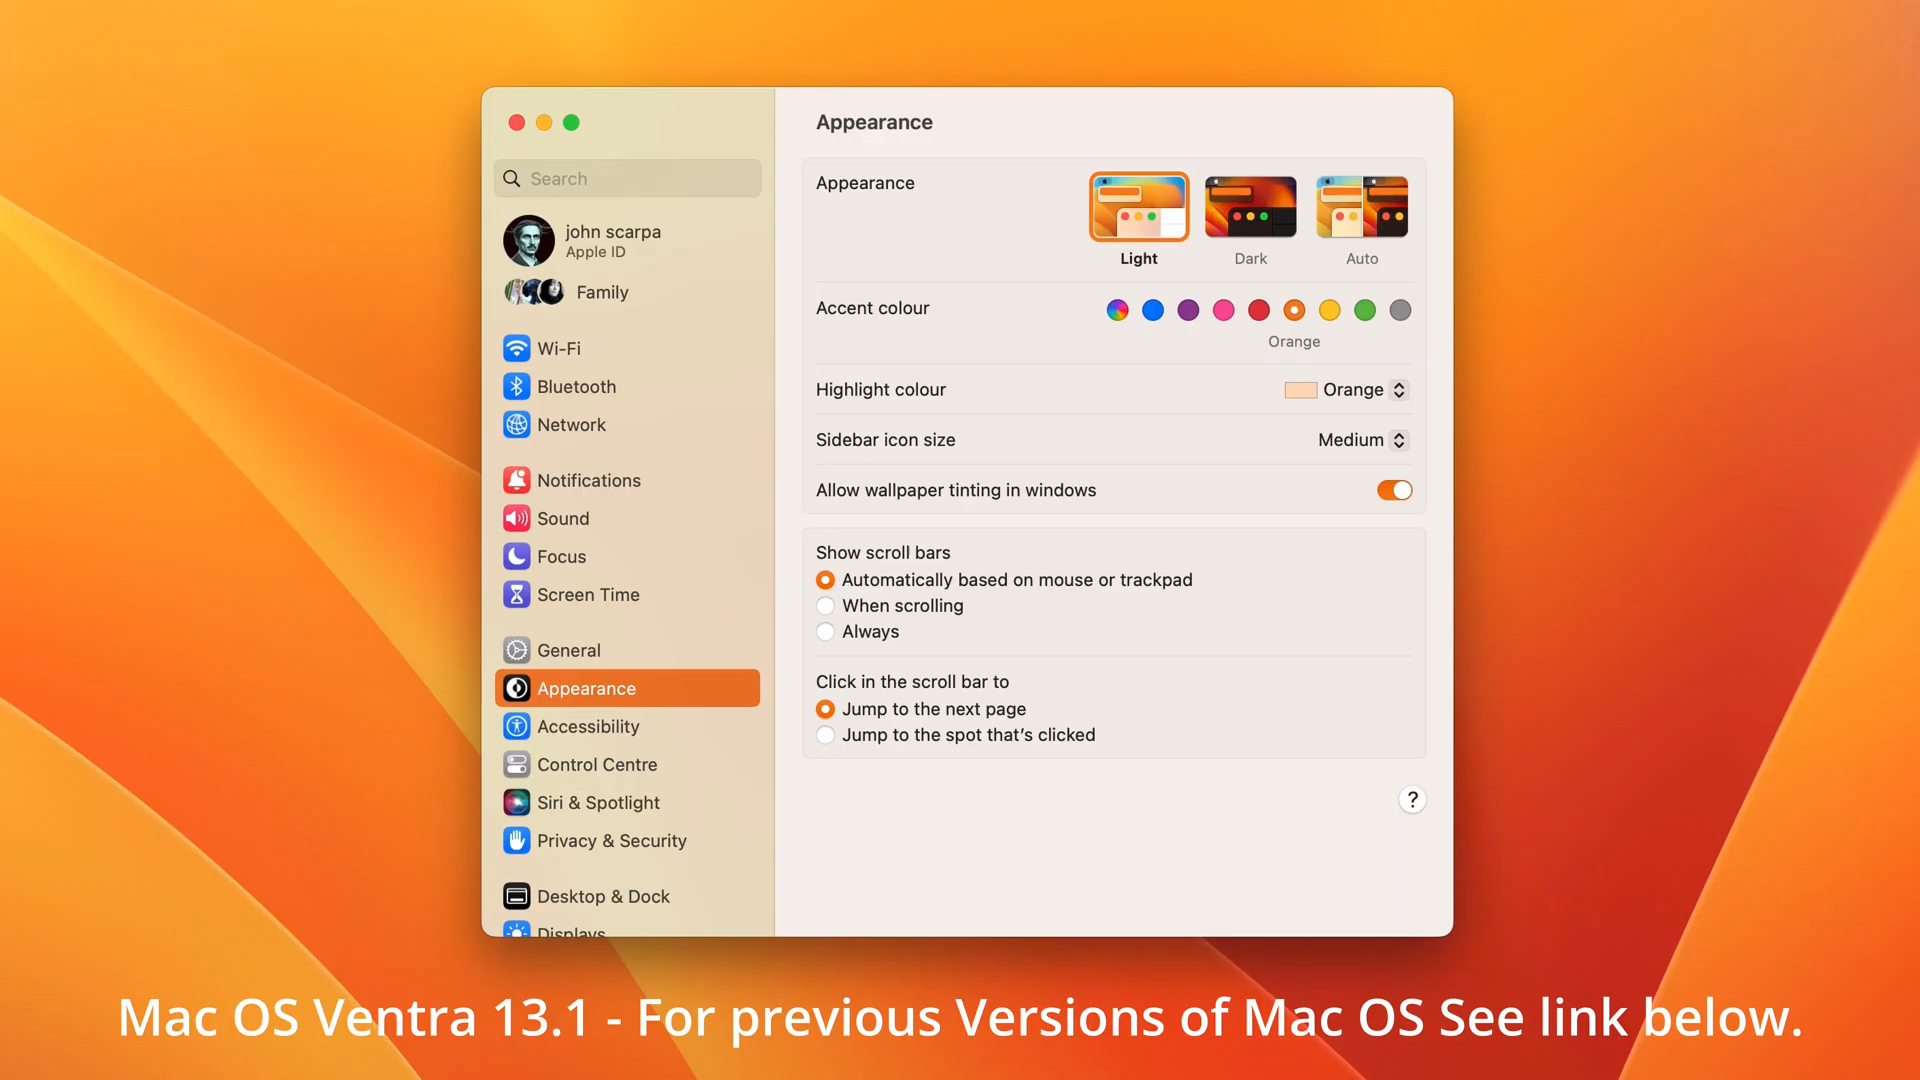 Search
john scarpa
Apple ID
Family
Wi-Fi
Bluetooth
Network
Notifications
Sound
Focus
Screen Time
General
Appearance
Accessibility
Control Centre
Siri & Spotlight
Privacy & Security
Desktop & Dock
Displays
Appearance
Appearance
Light Dark Auto
Accent colour
Orange
Highlight colour Orange
Sidebar icon size Medium
Allow wallpaper tinting in windows
Show scroll bars
Automatically based on mouse or trackpad
When scrolling
Always
Click in the scroll bar to
Jump to the next page
Jump to the spot that's clicked
?
Mac OS Ventra 13.1 - For previous Versions of Mac OS See link below.